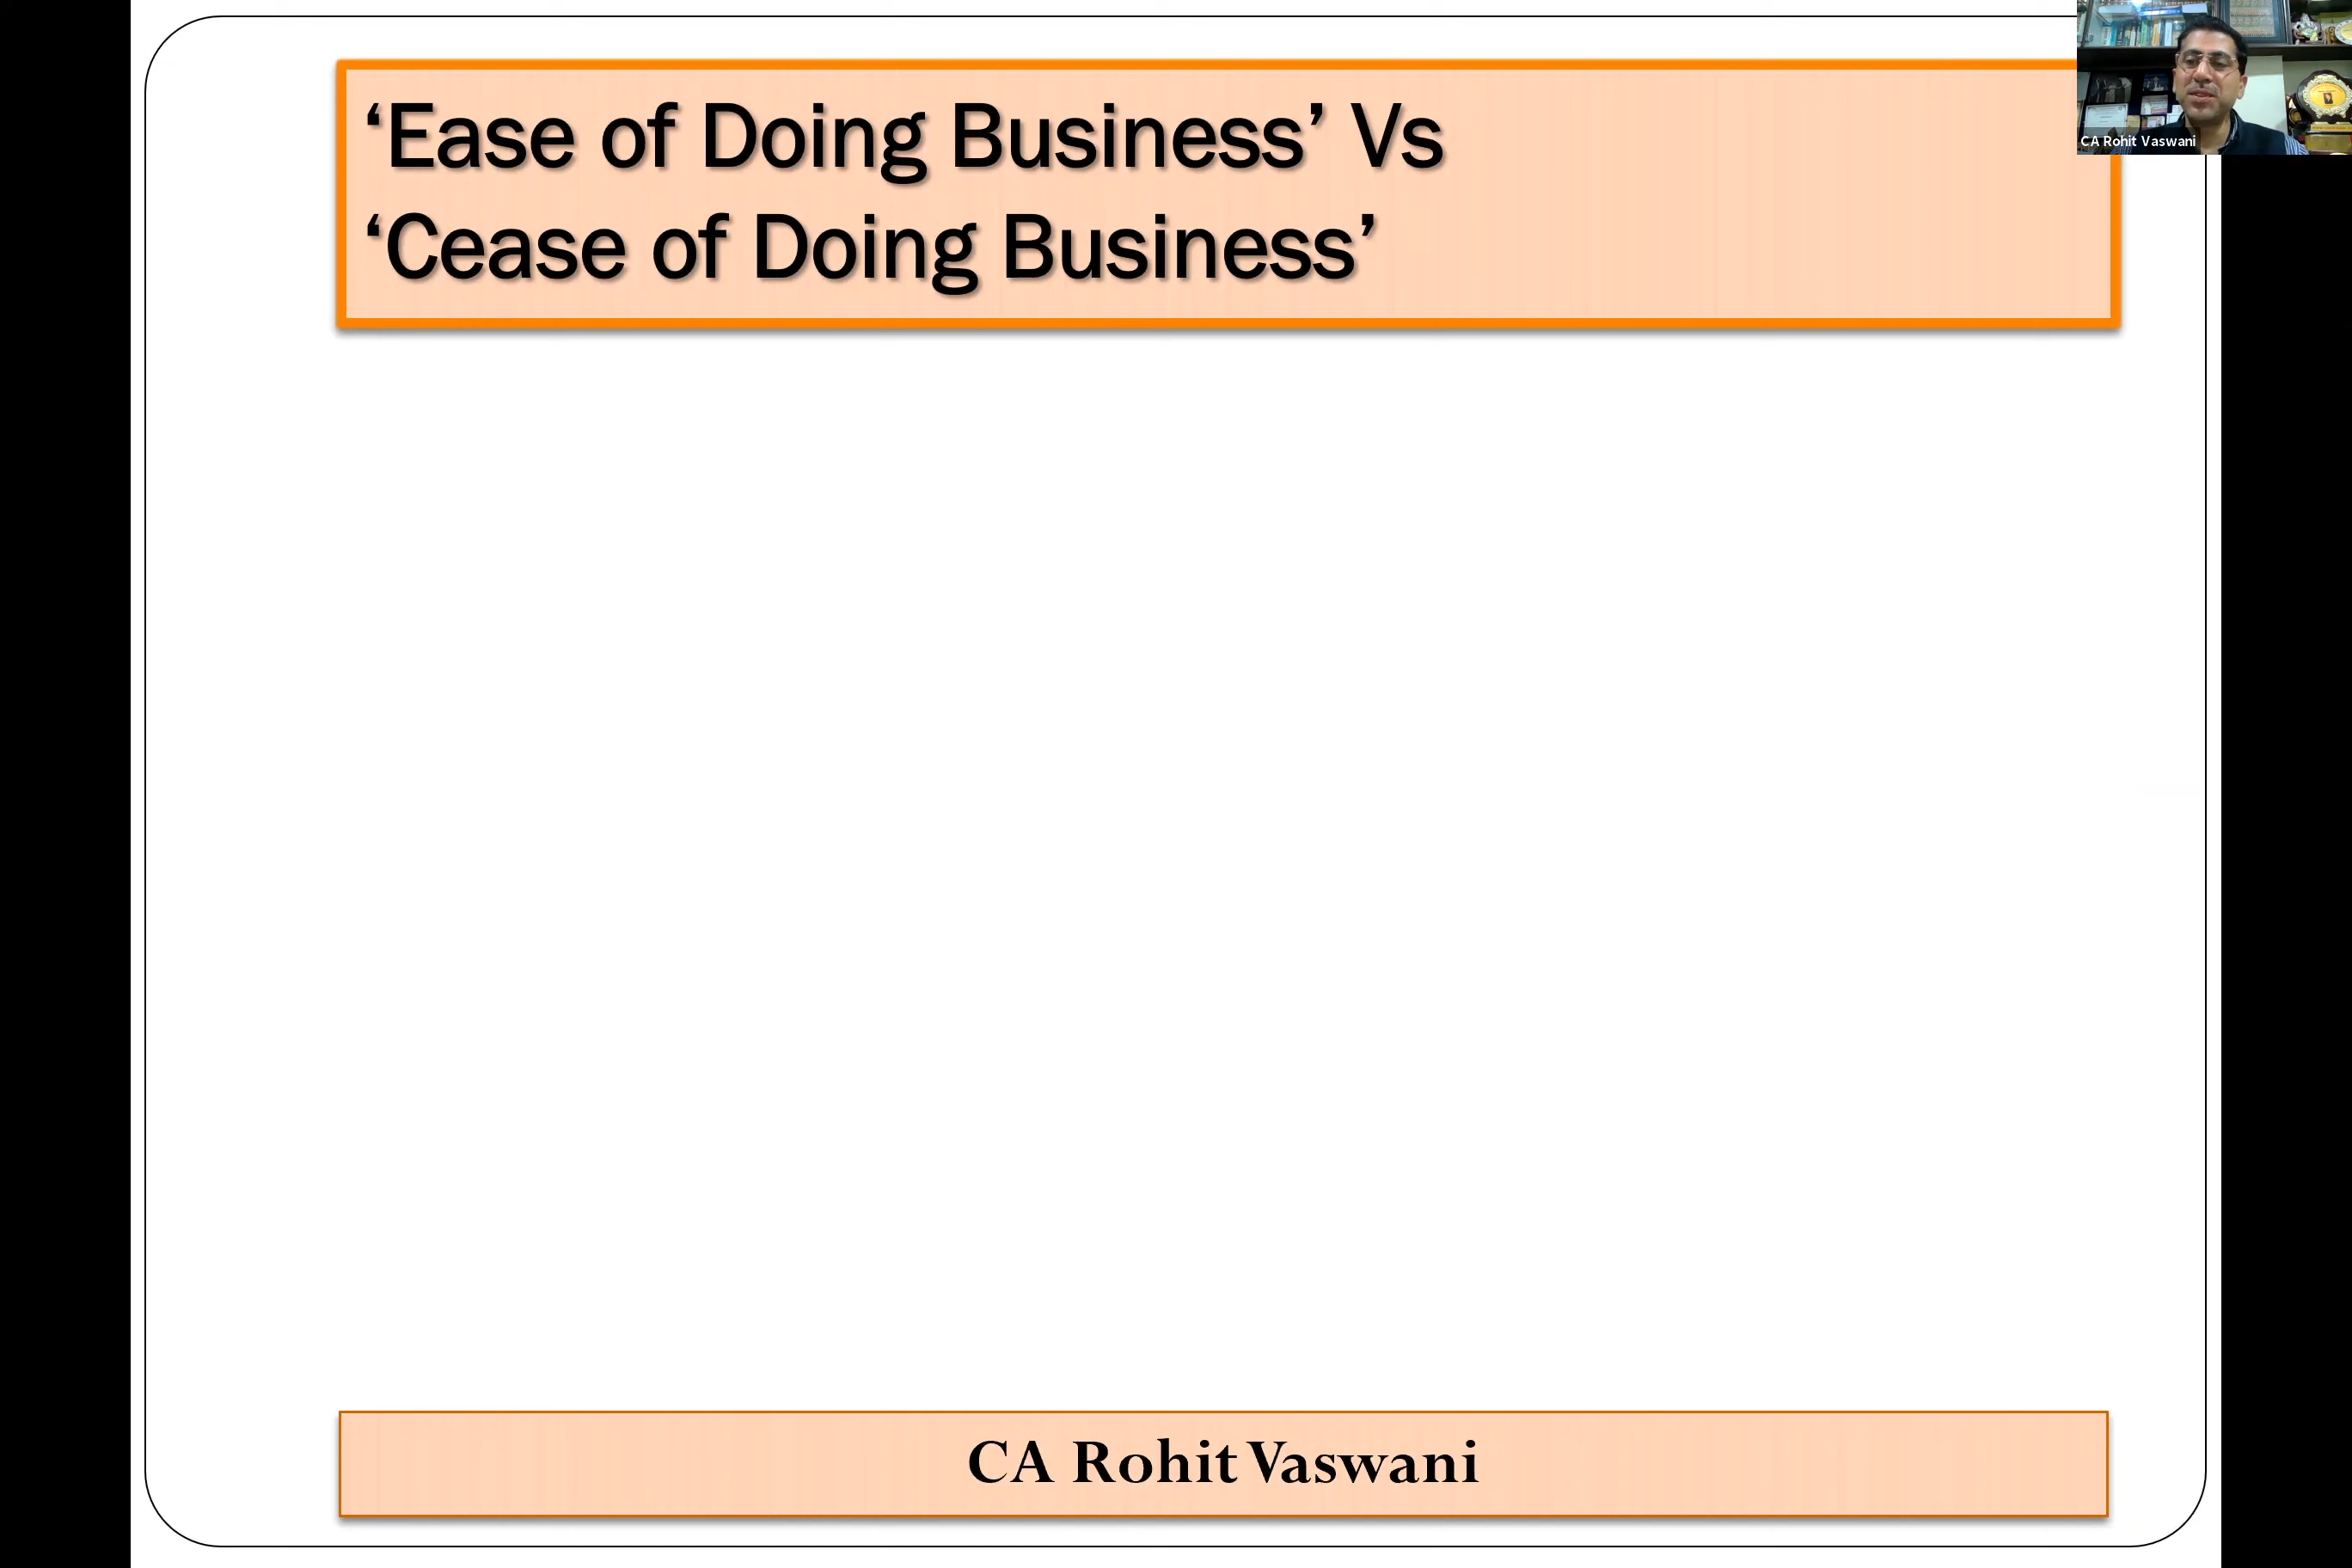 ‘Ease of Doing Business’ Vs
‘Cease of Doing Business’
CA Rohit Vaswani
CA Rohit Vaswani